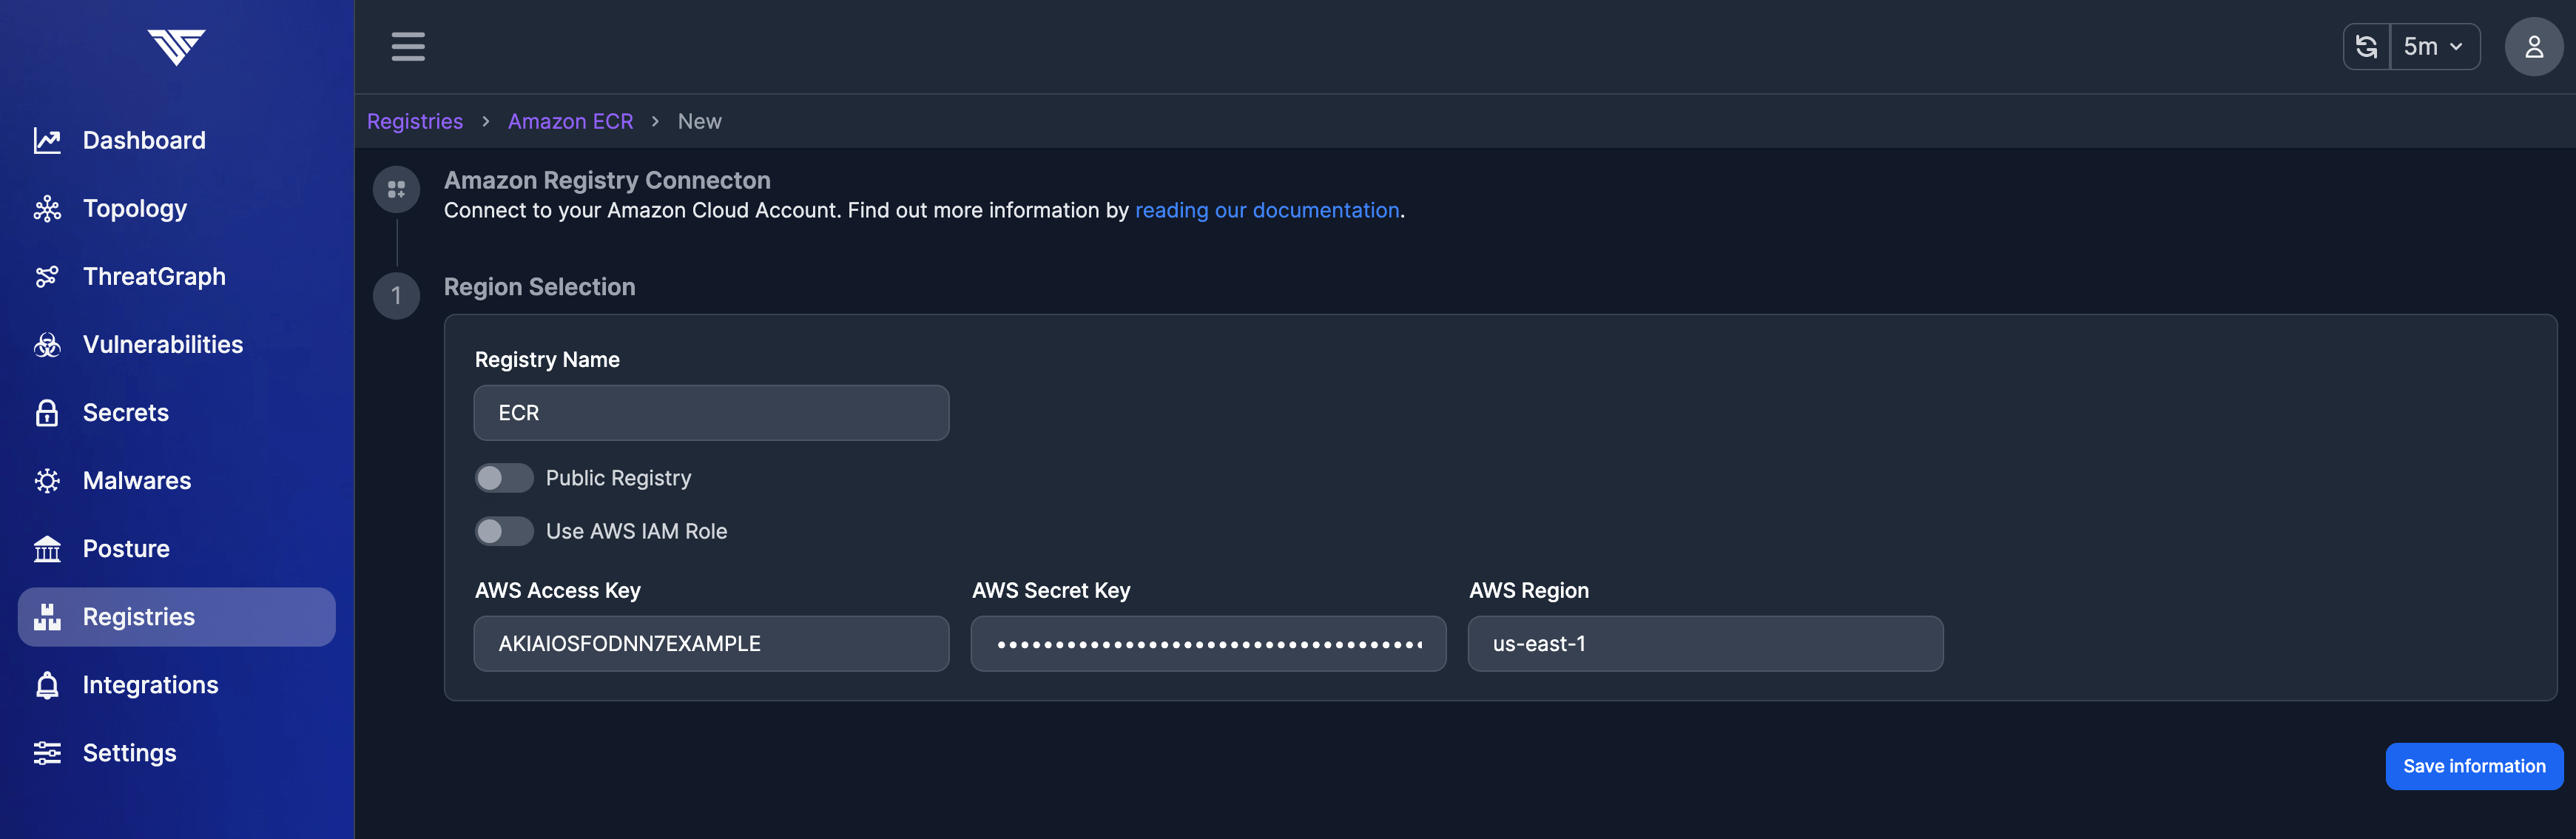 5m
Dashboard
Topology
ThreatGraph
Vulnerabilities
Secrets
Malwares
Posture
Registries
Integrations
Settings
Registries > Amazon ECR > New
Amazon Registry Connecton
Connect to your Amazon Cloud Account. Find out more information by reading our documentation.
1
Region Selection
Registry Name
ECR
Public Registry
Use AWS IAM Role
AWS Access Key
AWS Secret Key
AWS Region
AKIAIOSFODNN7EXAMPLE
us-east-1
Save information